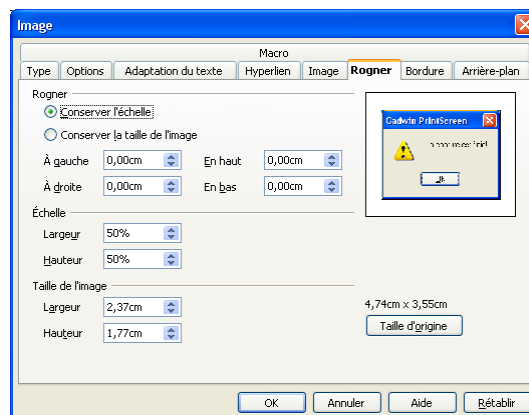 Image
Macro
Type Options Adaptation du texte Hyperlien Image Rogner Bordure Arrière-plan
Rogner
Conserver l'échelle
Conserver la taille de l'image
À gauche 0,00cm En haut 0,00cm
À droite 0,00cm En bas 0,00cm
Échelle
Largeur 50%
Hauteur 50%
Taille de l'image
Largeur 2,37cm
Hauteur 1,77cm
Gadwin PrintScreen
4,74cm x 3,55cm
Taille d'origine
OK Annuler Aide Rétablir